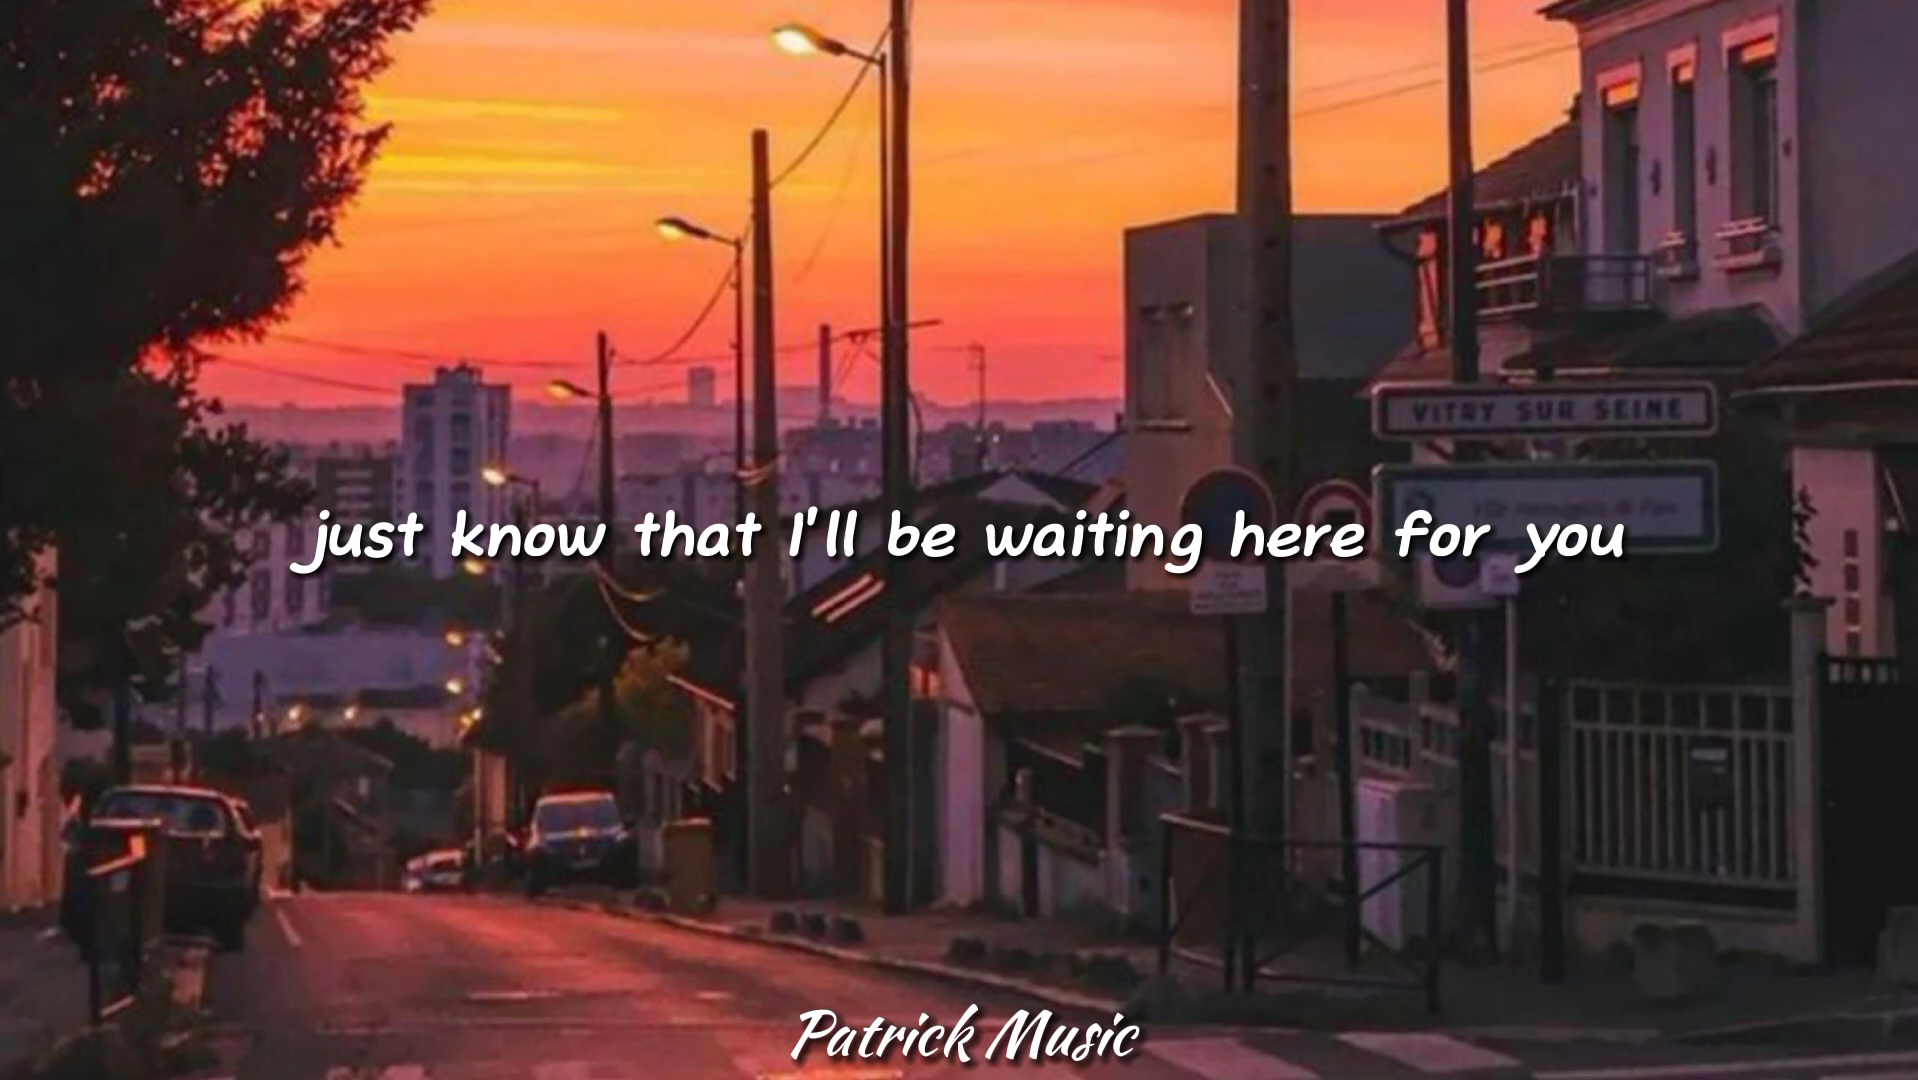 VITRY SUR SEINE
just know that I'll be waiting here for you
Patrick Music